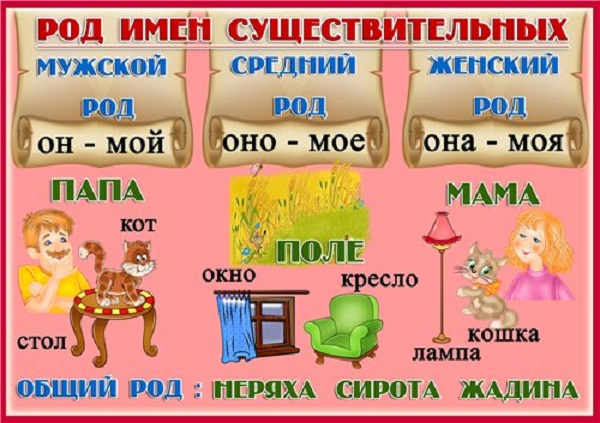 РОД ИМЕН СУЩЕСТВИТЕЛЬНЫХ
МУЖСКОЙ
РОД
он - мой
СРЕДНИЙ
РОД
оно - мое
ЖЕНСКИЙ
РОД
она - моя
ПАПА
кот
стол
ПОЛЕ
окно
кресло
МАМА
кошка
лампа
ОБЩИЙ РОД : НЕРЯХА СИРОТА ЖАДИНА